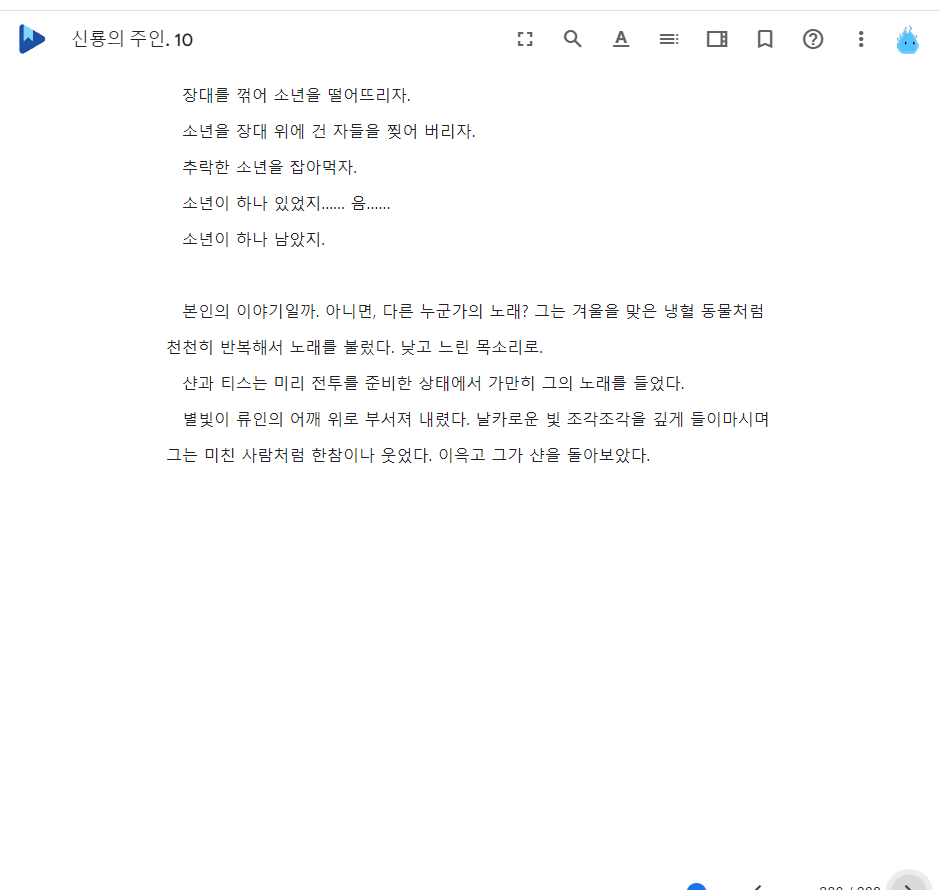 신룡의 주인. 10
장대를 꺾어 소년을 떨어뜨리자.
소년을 장대 위에 건 자들을 찢어 버리자.
추락한 소년을 잡아먹자.
소년이 하나 있었지…… 음……
소년이 하나 남았지.
본인의 이야기일까. 아니면, 다른 누군가의 노래? 그는 겨울을 맞은 냉혈 동물처럼
천천히 반복해서 노래를 불렀다. 낮고 느린 목소리로.
샨과 티스는 미리 전투를 준비한 상태에서 가만히 그의 노래를 들었다.
별빛이 류인의 어깨 위로 부서져 내렸다. 날카로운 빛 조각조각을 깊게 들이마시며
그는 미친 사람처럼 한참이나 웃었다. 이윽고 그가 샨을 돌아보았다.